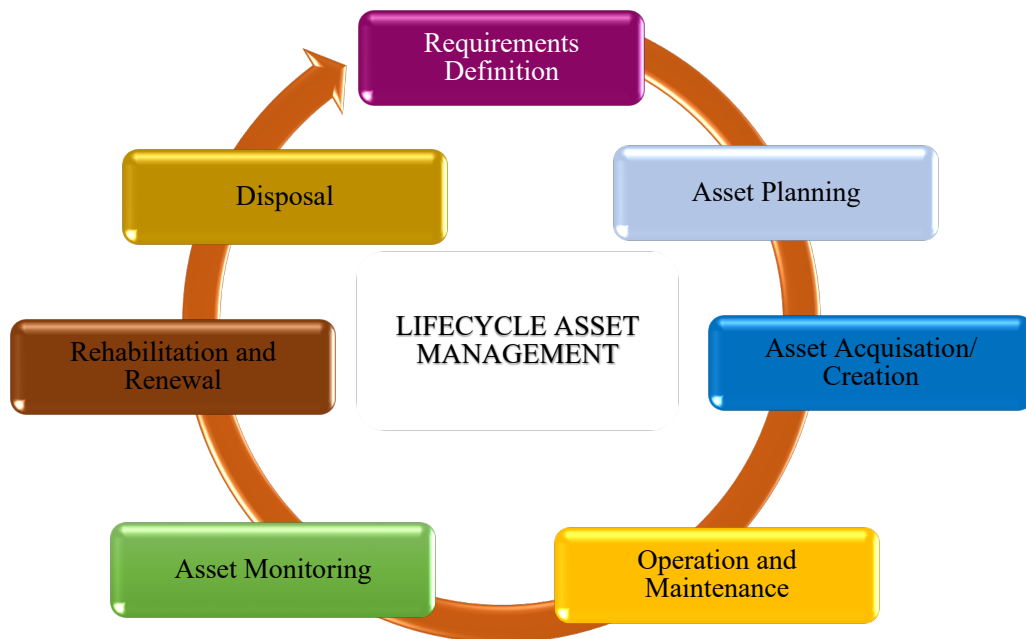 Requirements
Definition
Asset Planning
Asset Acquisation/
Creation
Operation and
Maintenance
Asset Monitoring
Rehabilitation and
Renewal
Disposal
LIFECYCLE ASSET
MANAGEMENT